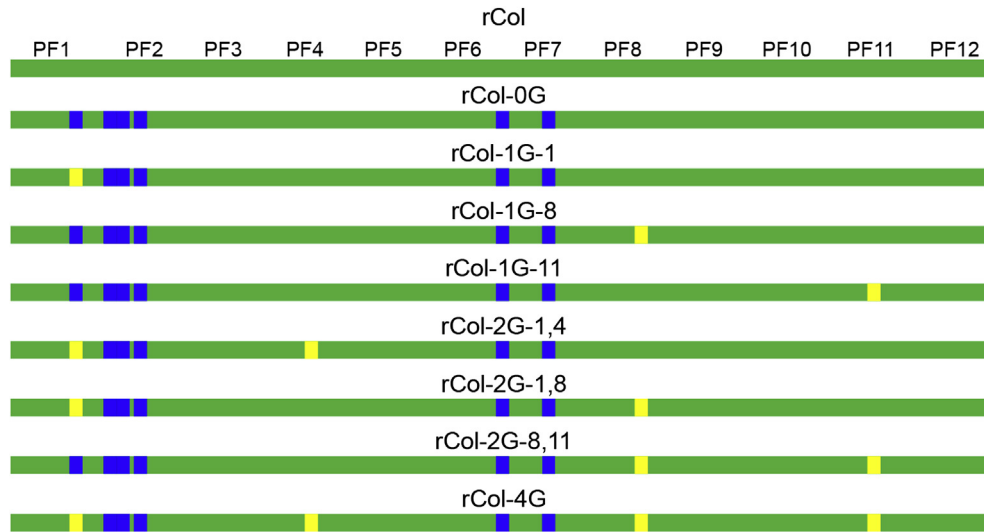 rCol
PF1 PF2 PF3 PF4 PF5 PF6 PF7 PF8 PF9 PF10 PF11 PF12
rCol-0G
rCol-1G-1
rCol-1G-8
rCol-1G-11
rCol-2G-1,4
rCol-2G-1,8
rCol-2G-8,11
rCol-4G